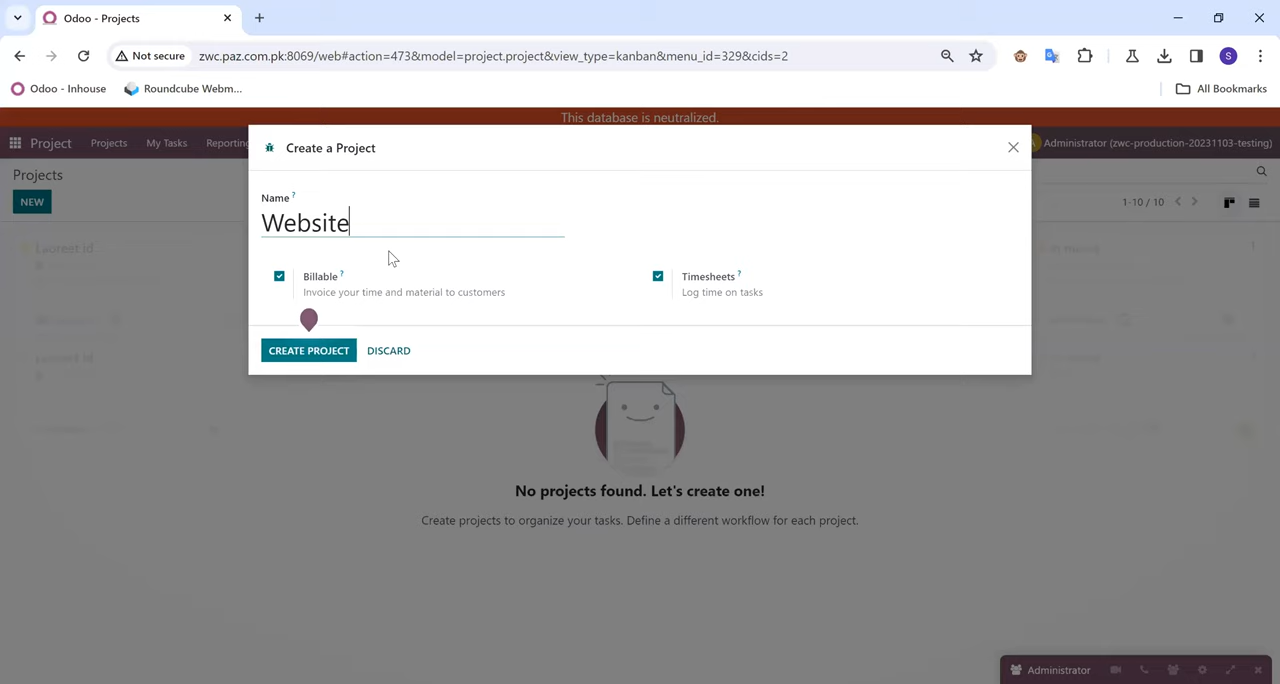 Odoo - Projects
Not secure
zwc.paz.com.pk:8069/web#action=473&model=project.project&view_type=kanban&menu_id=329&cids=2
S
Odoo - Inhouse
Roundcube Webm...
All Bookmarks
This database is neutralized.
Project
Projects
My Tasks
Reporting
Administrator (zwc-production-20231103-testing)
Projects
NEW
1-10 / 10
Create a Project
Name ?
Website
Billable ?
Invoice your time and material to customers
Timesheets ?
Log time on tasks
CREATE PROJECT
DISCARD
Laoreet id ...
Laoreet id
No projects found. Let's create one!
Create projects to organize your tasks. Define a different workflow for each project.
Administrator